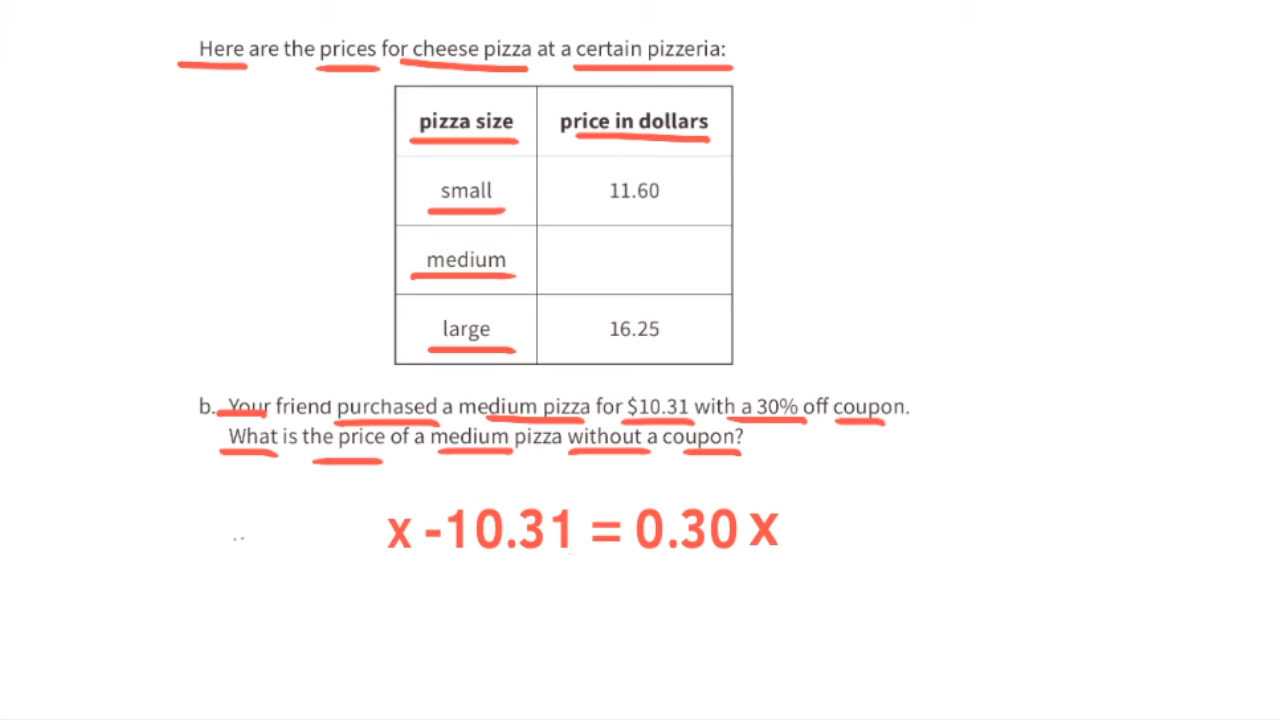 Here are the prices for cheese pizza at a certain pizzeria:
pizza size price in dollars
small 11.60
medium
large 16.25
b. Your friend purchased a medium pizza for $10.31 with a 30% off coupon.
What is the price of a medium pizza without a coupon?
x -10.31 = 0.30 x